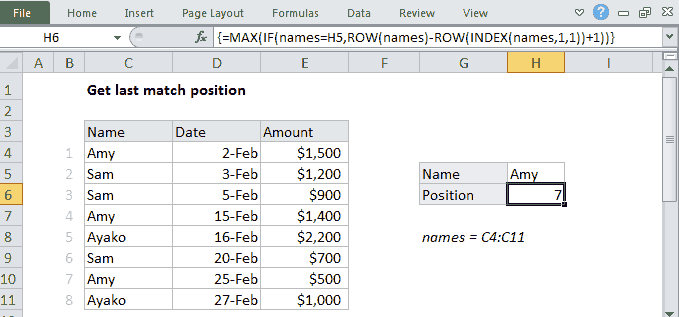 File Home Insert Page Layout Formulas Data Review View
H6 fx {=MAX(IF(names=H5,ROW(names)-ROW(INDEX(names,1,1))+1))}
A B C D E F G H I
1 Get last match position
2
3 Name Date Amount
4 1 Amy 2-Feb $1,500
5 2 Sam 3-Feb $1,200 Name Amy
6 3 Sam 5-Feb $900 Position 7
7 4 Amy 15-Feb $1,400
8 5 Ayako 16-Feb $2,200 names = C4:C11
9 6 Sam 20-Feb $700
10 7 Amy 25-Feb $500
11 8 Ayako 27-Feb $1,000